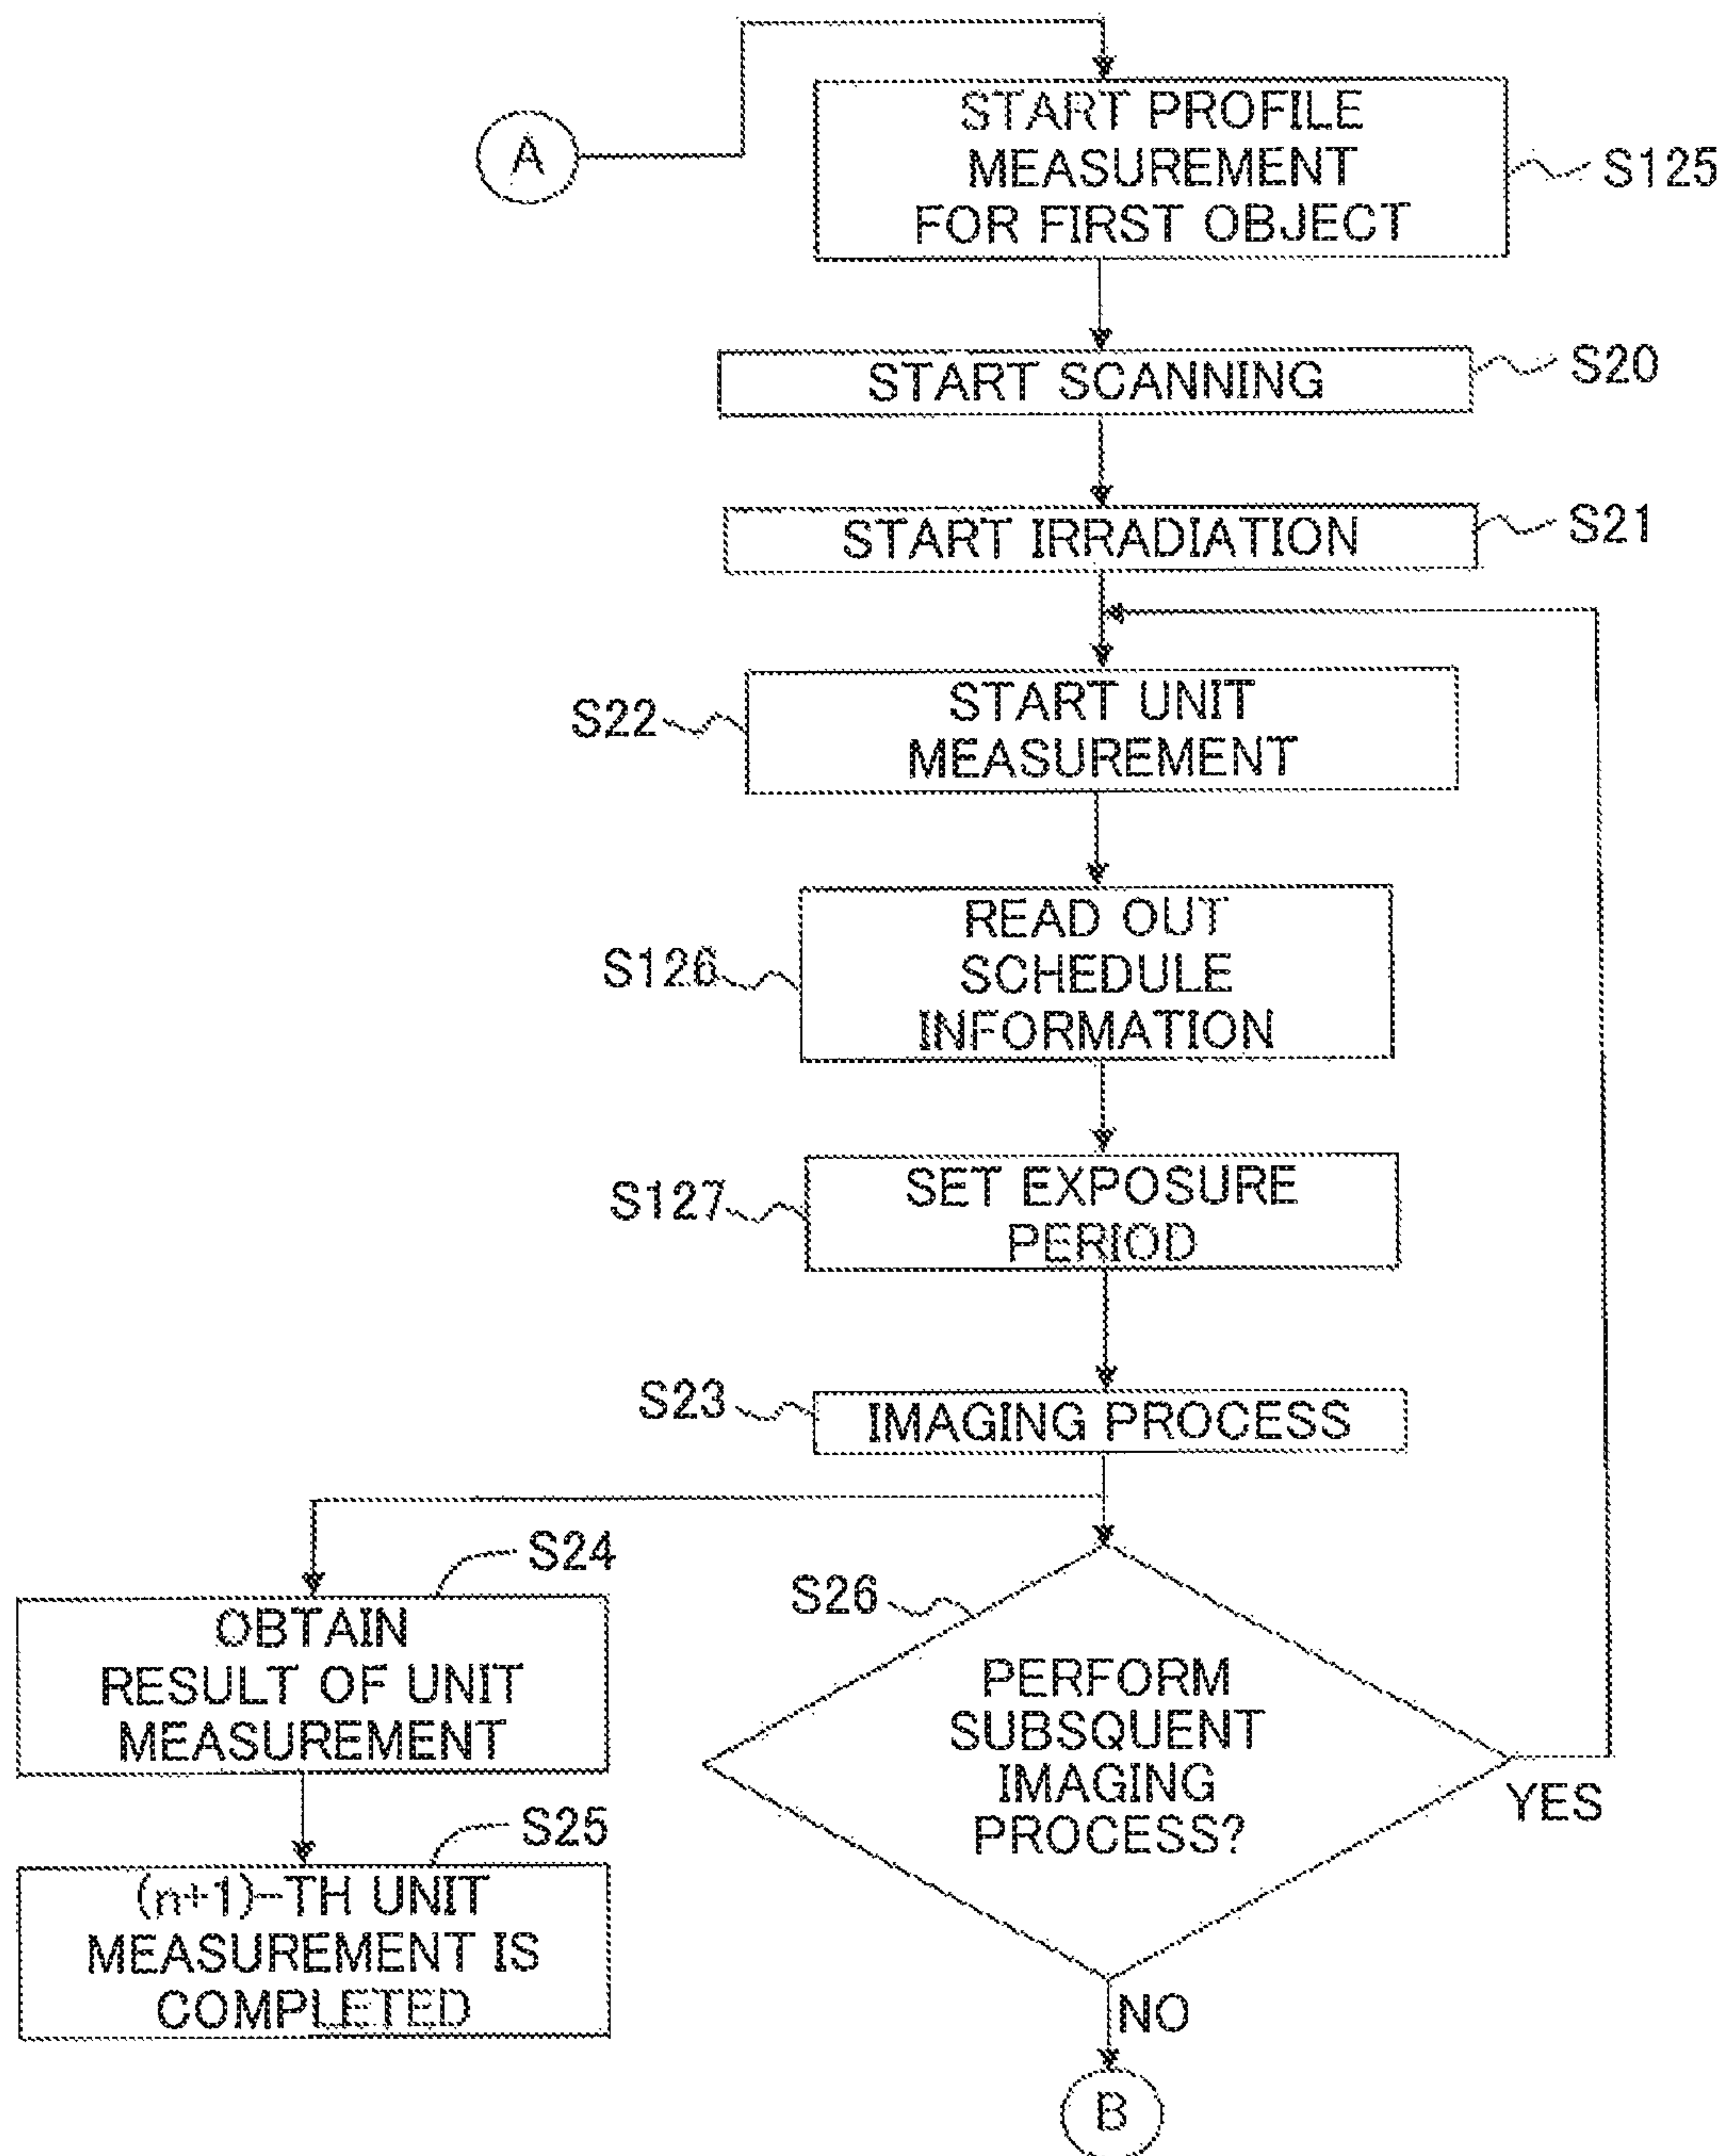 A
START PROFILE
MEASUREMENT
FOR FIRST OBJECT
S125
START SCANNING
S20
START IRRADIATION
S21
S22
START UNIT
MEASUREMENT
S126
READ OUT
SCHEDULE
INFORMATION
S127
SET EXPOSURE
PERIOD
S23
IMAGING PROCESS
S24
OBTAIN
RESULT OF UNIT
MEASUREMENT
S25
(n+1)-TH UNIT
MEASUREMENT IS
COMPLETED
S26
PERFORM
SUBSQUENT
IMAGING
PROCESS?
YES
NO
B